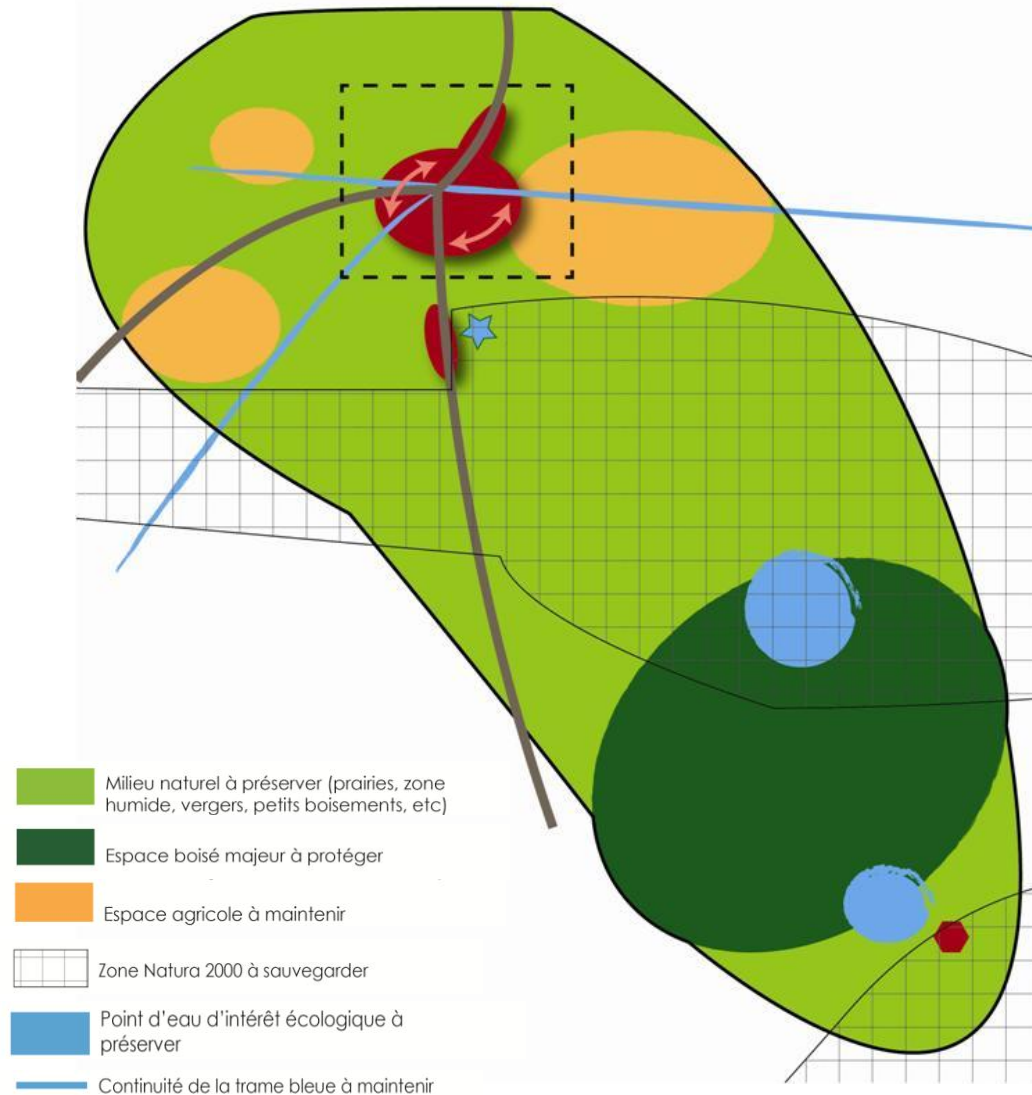 Milieu naturel à préserver (prairies, zone
humide, vergers, petits boisements, etc)
Espace boisé majeur à protéger
Espace agricole à maintenir
Zone Natura 2000 à sauvegarder
Point d'eau d'intérêt écologique à
préserver
Continuité de la trame bleue à maintenir